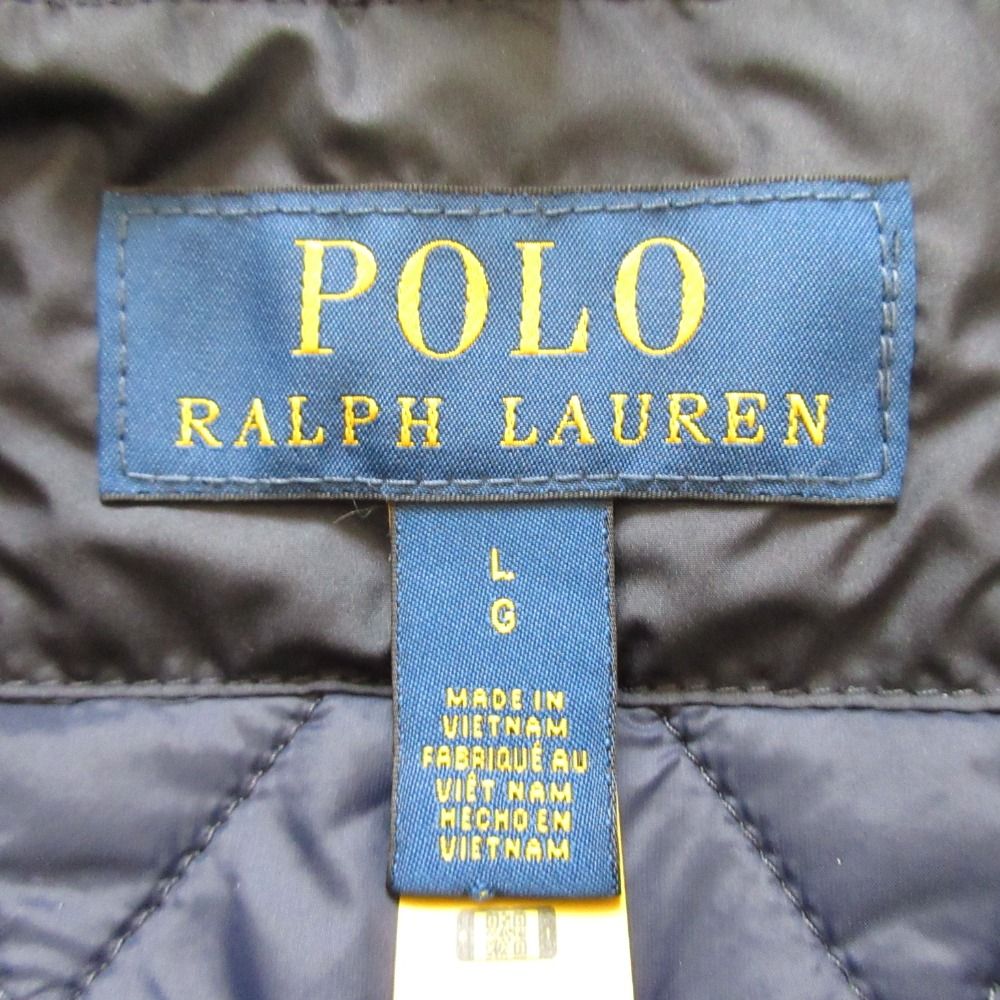 POLO
RALPH LAUREN
L
G
MADE IN
VIETNAM
FABRIQUÉ AU
VIÊT NAM
HECHO EN
VIETNAM